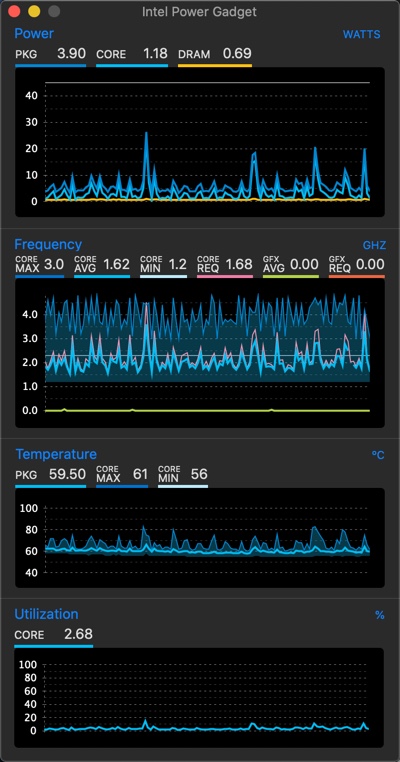 Intel Power Gadget
Power WATTS
PKG 3.90 CORE 1.18 DRAM 0.69
40
30
20
10
0
Frequency GHZ
CORE MAX 3.0 CORE AVG 1.62 CORE MIN 1.2 CORE REQ 1.68 GFX AVG 0.00 GFX REQ 0.00
4.0
3.0
2.0
1.0
0.0
Temperature ºC
PKG 59.50 CORE MAX 61 CORE MIN 56
100
80
60
40
Utilization %
CORE 2.68
100
80
60
40
20
0